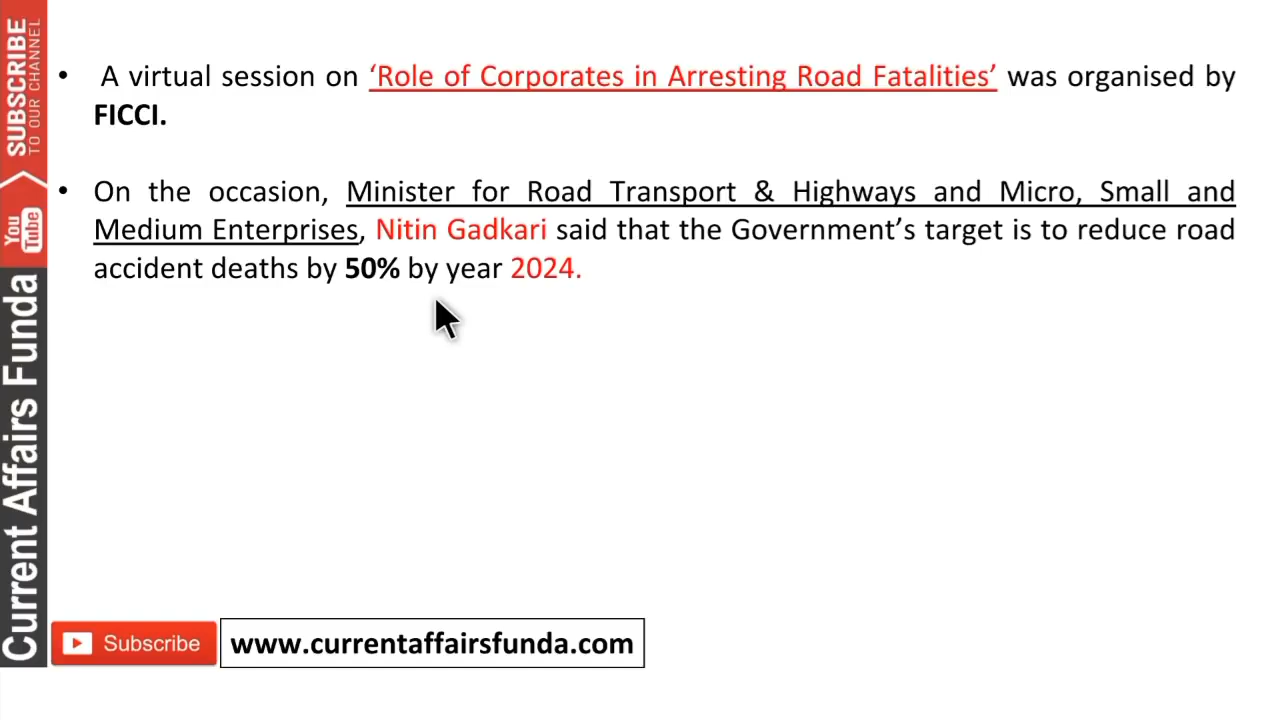 • A virtual session on ‘Role of Corporates in Arresting Road Fatalities’ was organised by
FICCI.
• On the occasion, Minister for Road Transport & Highways and Micro, Small and
Medium Enterprises, Nitin Gadkari said that the Government’s target is to reduce road
accident deaths by 50% by year 2024.
SUBSCRIBE
TO OUR CHANNEL
You
Tube
Current Affairs Funda
Subscribe
www.currentaffairsfunda.com